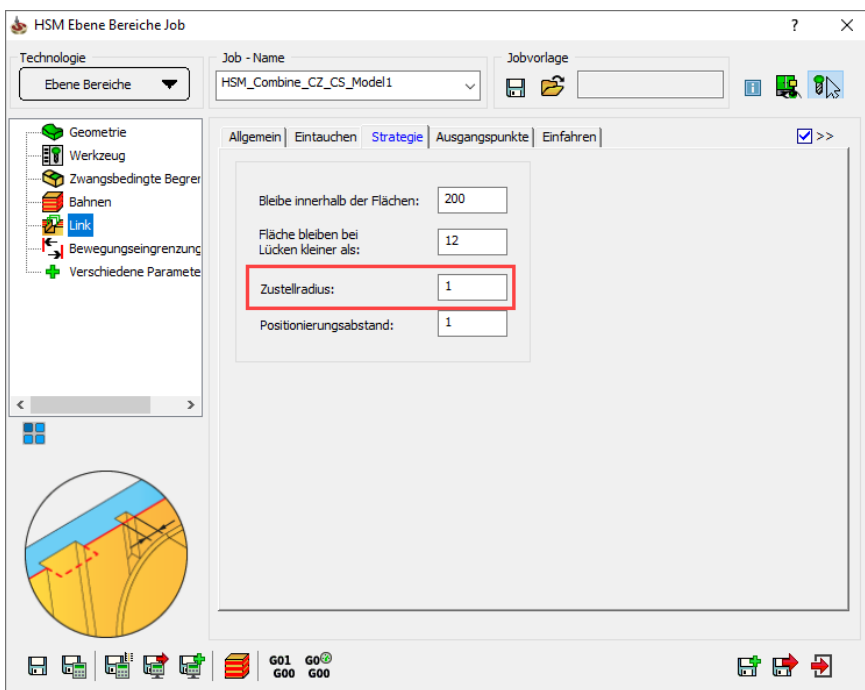 HSM Ebene Bereiche Job
?
Technologie
Job - Name
Jobvorlage
Ebene Bereiche
HSM_Combine_CZ_CS_Model1
Geometrie
Werkzeug
Zwangsbedingte Begrer
Bahnen
Link
Bewegungseingrenzung
Verschiedene Paramete
Allgemein
Eintauchen
Strategie
Ausgangspunkte
Einfahren
>>
Bleibe innerhalb der Flächen:
200
Fläche bleiben bei
Lücken kleiner als:
12
Zustellradius:
1
Positionierungsabstand:
1
G01
G00
G0
G00